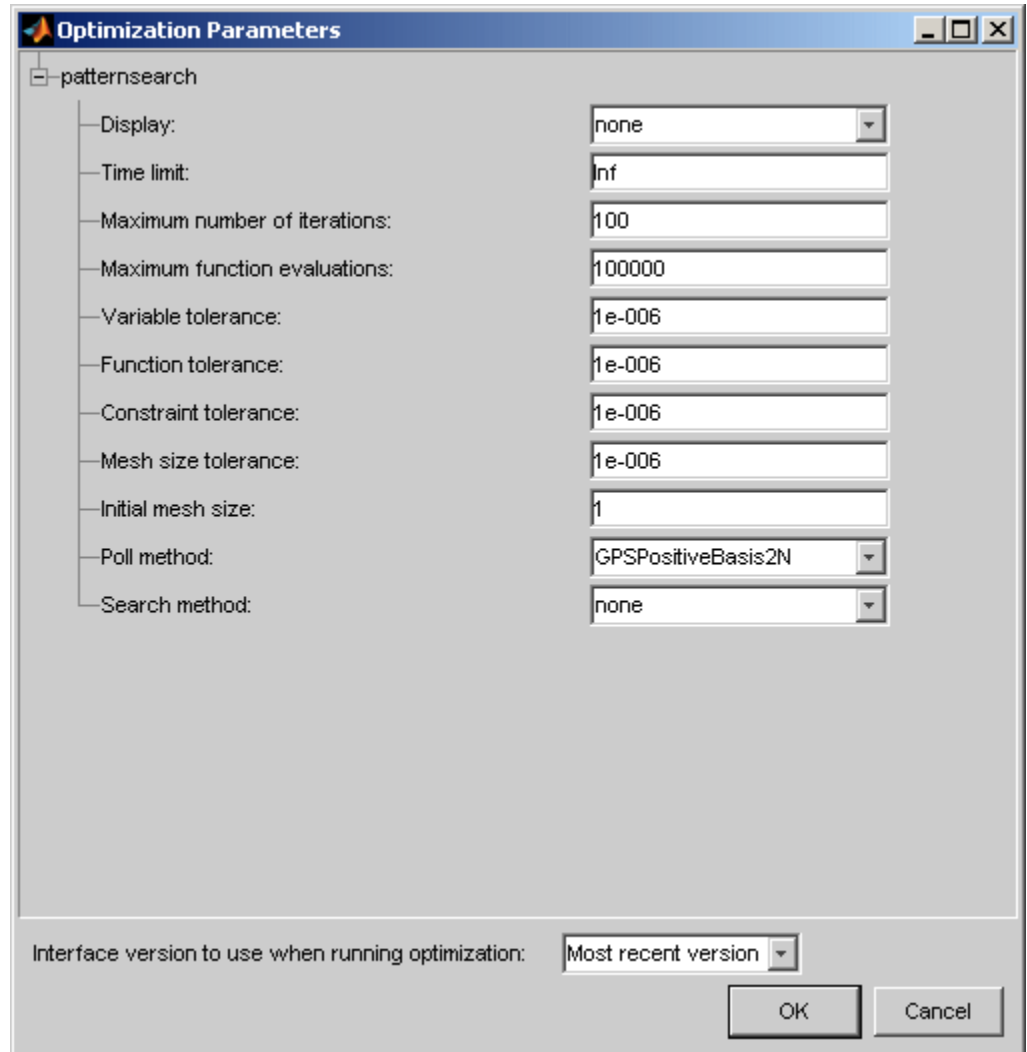 Optimization Parameters
patternsearch
Display: none
Time limit: Inf
Maximum number of iterations: 100
Maximum function evaluations: 100000
Variable tolerance: 1e-006
Function tolerance: 1e-006
Constraint tolerance: 1e-006
Mesh size tolerance: 1e-006
Initial mesh size: 1
Poll method: GPSPositiveBasis2N
Search method: none
Interface version to use when running optimization: Most recent version
OK Cancel